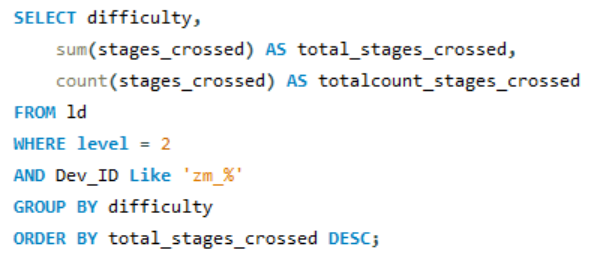 SELECT difficulty,
    sum(stages_crossed) AS total_stages_crossed,
    count(stages_crossed) AS totalcount_stages_crossed
FROM ld
WHERE level = 2
AND Dev_ID Like 'zm_%'
GROUP BY difficulty
ORDER BY total_stages_crossed DESC;